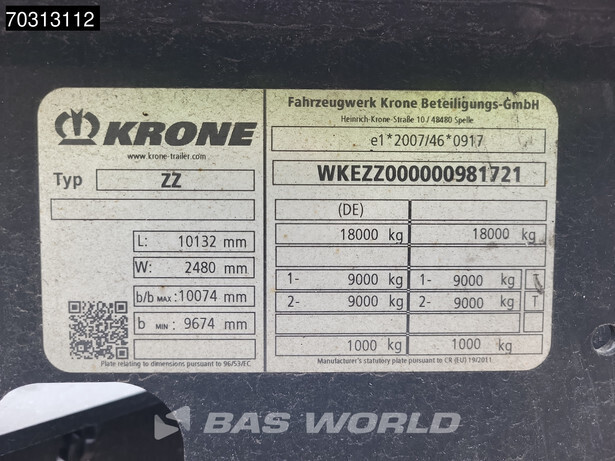 70313112
KRONE
www.krone-trailer.com
Typ ZZ
L: 10132 mm
W: 2480 mm
b/b MAX: 10074 mm
b MIN: 9674 mm
Plate relating to dimensions pursuant to 96/53/EC
Fahrzeugwerk Krone Beteiligungs-GmbH
Heinrich-Krone-Straße 10 / 48480 Spelle
e1*2007/46*0917
WKEZZ000000981721
(DE)
18000 kg 18000 kg
1- 9000 kg 1- 9000 kg T
2- 9000 kg 2- 9000 kg T
1000 kg 1000 kg
Manufacturer's statutory plate pursuant to CR (EU) 19/2011
BAS WORLD